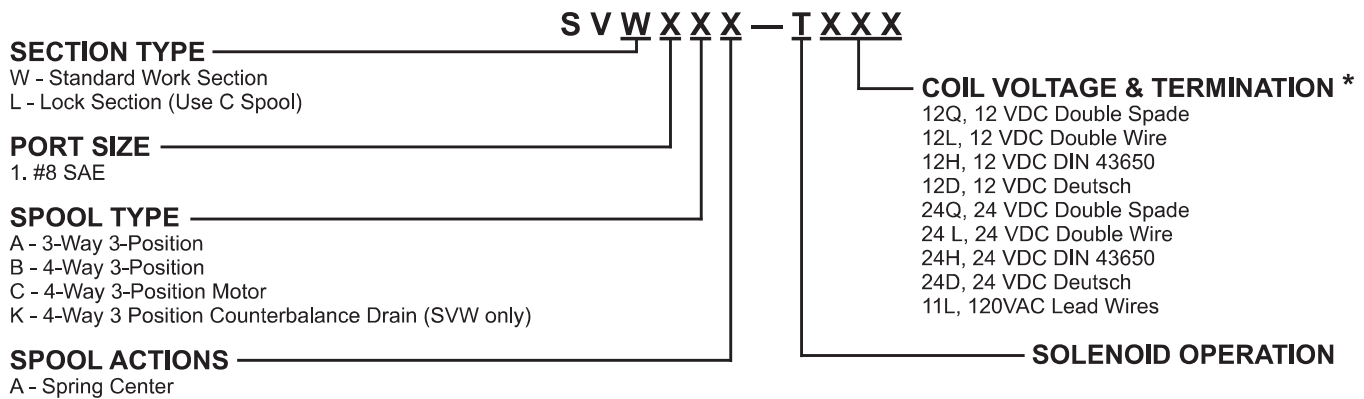 S V W X X X — T X X X
SECTION TYPE
W - Standard Work Section
L - Lock Section (Use C Spool)
PORT SIZE
1. #8 SAE
SPOOL TYPE
A - 3-Way 3-Position
B - 4-Way 3-Position
C - 4-Way 3-Position Motor
K - 4-Way 3 Position Counterbalance Drain (SVW only)
SPOOL ACTIONS
A - Spring Center
COIL VOLTAGE & TERMINATION *
12Q, 12 VDC Double Spade
12L, 12 VDC Double Wire
12H, 12 VDC DIN 43650
12D, 12 VDC Deutsch
24Q, 24 VDC Double Spade
24 L, 24 VDC Double Wire
24H, 24 VDC DIN 43650
24D, 24 VDC Deutsch
11L, 120VAC Lead Wires
SOLENOID OPERATION